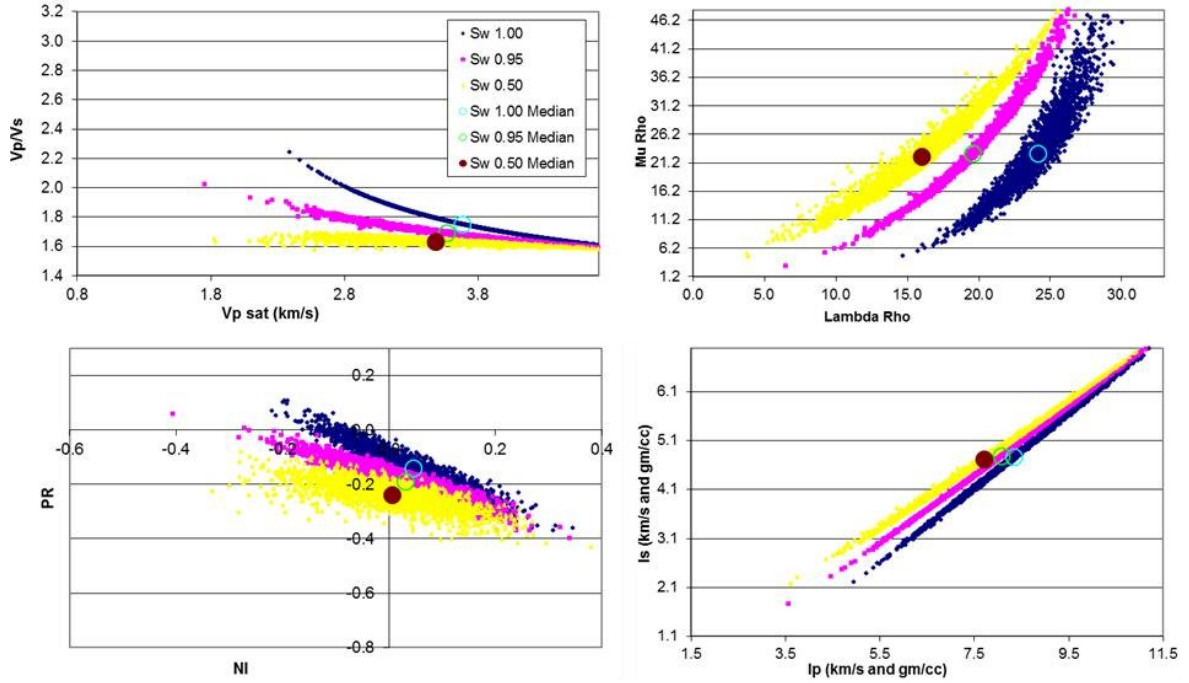 3.2
3.0
2.8
2.6
2.4
2.2
2.0
1.8
1.6
1.4
Vp/Vs
0.8 1.8 2.8 3.8
Vp sat (km/s)
Sw 1.00
Sw 0.95
Sw 0.50
Sw 1.00 Median
Sw 0.95 Median
Sw 0.50 Median
46.2
41.2
36.2
31.2
26.2
21.2
16.2
11.2
6.2
1.2
Mu Rho
0.0 5.0 10.0 15.0 20.0 25.0 30.0
Lambda Rho
0.2
0.0
-0.6 -0.4 -0.2 0.0 0.2 0.4
-0.2
-0.4
-0.6
-0.8
PR
NI
6.1
5.1
4.1
3.1
2.1
1.1
Is (km/s and gm/cc)
1.5 3.5 5.5 7.5 9.5 11.5
Ip (km/s and gm/cc)